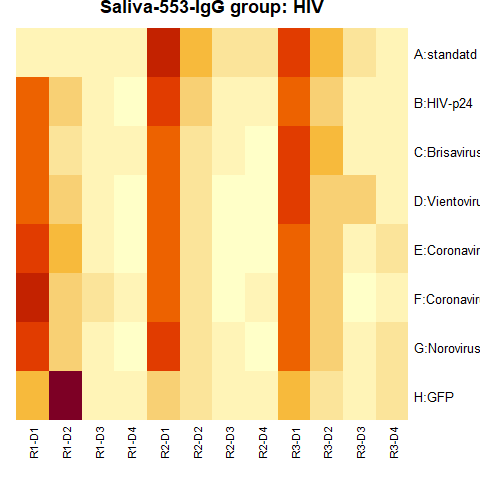 Saliva-553-IgG group: HIV
A:standatd
B:HIV-p24
C:Brisavirus
D:Vientoviru
E:Coronavir
F:Coronavir
G:Norovirus
H:GFP
R1-D1
R1-D2
R1-D3
R1-D4
R2-D1
R2-D2
R2-D3
R2-D4
R3-D1
R3-D2
R3-D3
R3-D4